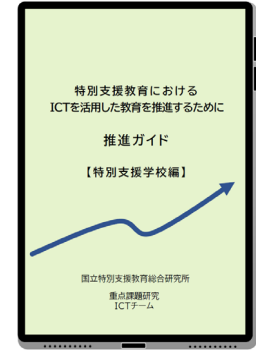 特別支援教育における
ICTを活用した教育を推進するために
推進ガイド
【特別支援学校編】
国立特別支援教育総合研究所
重点課題研究
ICTチーム